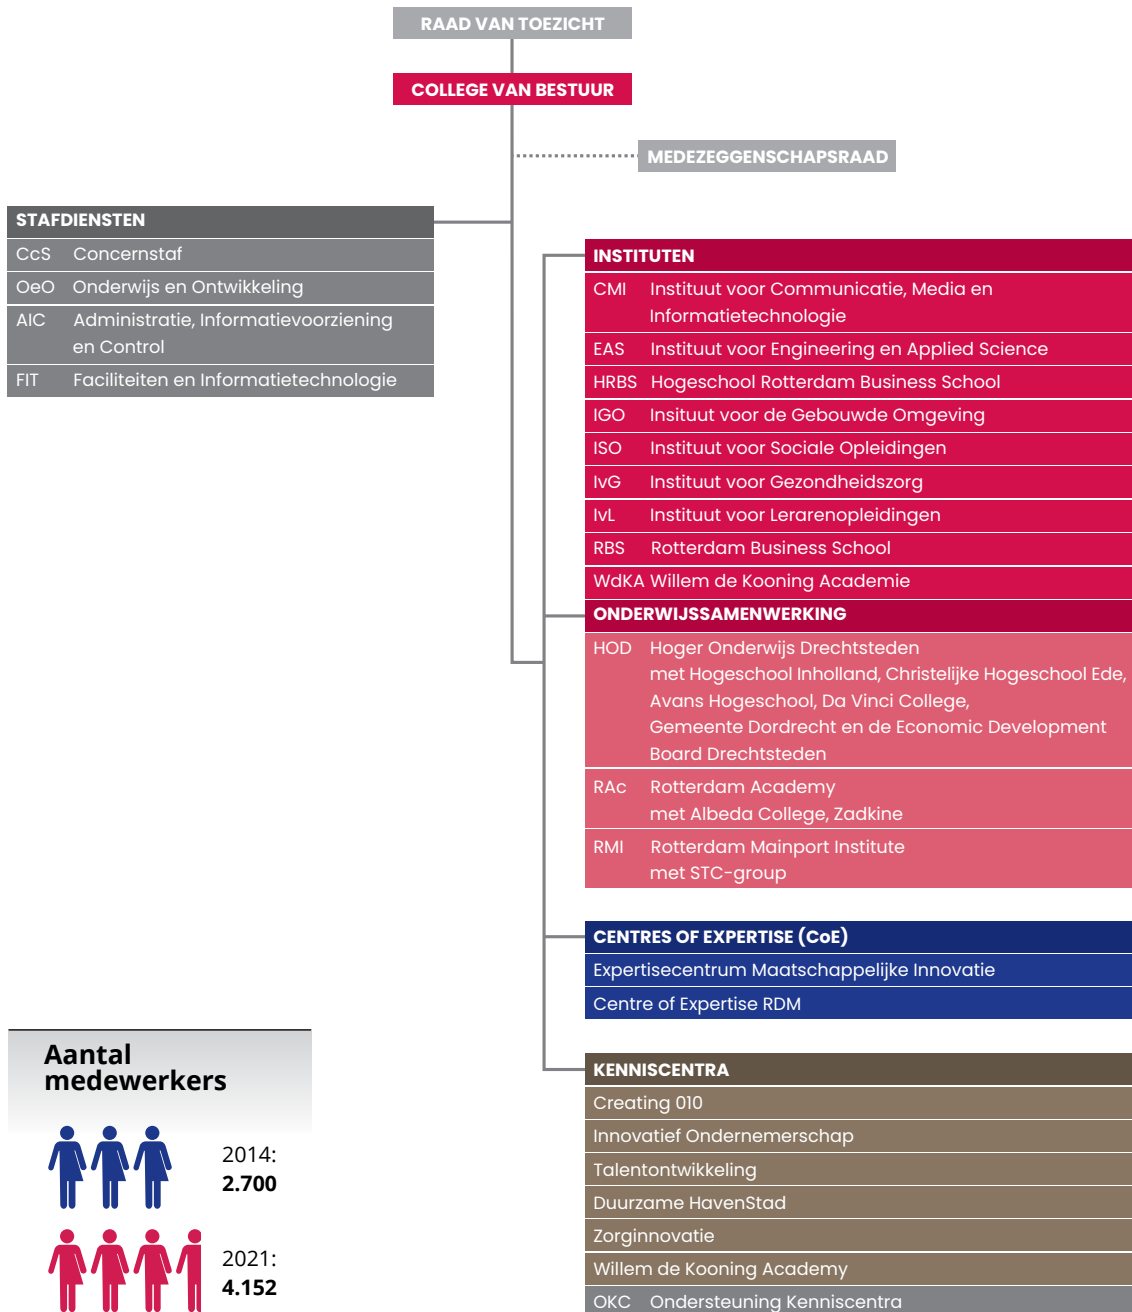 RAAD VAN TOEZICHT
COLLEGE VAN BESTUUR
MEDEZEGGENSCHAPSRAAD
STAFDIENSTEN
CcS Concernstaf
OeO Onderwijs en Ontwikkeling
AIC Administratie, Informatievoorziening
en Control
FIT Faciliteiten en Informatietechnologie
INSTITUTEN
CMI Instituut voor Communicatie, Media en
Informatietechnologie
EAS Instituut voor Engineering en Applied Science
HRBS Hogeschool Rotterdam Business School
IGO Insituut voor de Gebouwde Omgeving
ISO Instituut voor Sociale Opleidingen
IvG Instituut voor Gezondheidszorg
IvL Instituut voor Lerarenopleidingen
RBS Rotterdam Business School
WdKA Willem de Kooning Academie
ONDERWIJSSAMENWERKING
HOD Hoger Onderwijs Drechtsteden
met Hogeschool Inholland, Christelijke Hogeschool Ede,
Avans Hogeschool, Da Vinci College,
Gemeente Dordrecht en de Economic Development
Board Drechtsteden
RAc Rotterdam Academy
met Albeda College, Zadkine
RMI Rotterdam Mainport Institute
met STC-group
CENTRES OF EXPERTISE (CoE)
Expertisecentrum Maatschappelijke Innovatie
Centre of Expertise RDM
KENNISCENTRA
Creating 010
Innovatief Ondernemerschap
Talentontwikkeling
Duurzame HavenStad
Zorginnovatie
Willem de Kooning Academy
OKC Ondersteuning Kenniscentra
Aantal
medewerkers
2014:
2.700
2021:
4.152